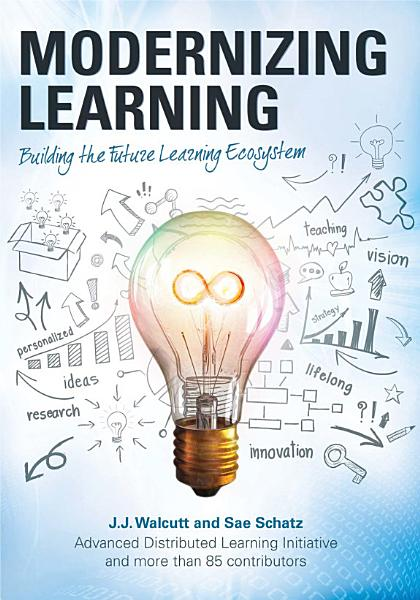 MODERNIZING
LEARNING
Building the Future Learning Ecosystem
?!
teaching
vision
strategy
personalized
ideas
lifelong
research
?!
innovation
J.J. Walcutt and Sae Schatz
Advanced Distributed Learning Initiative
and more than 85 contributors